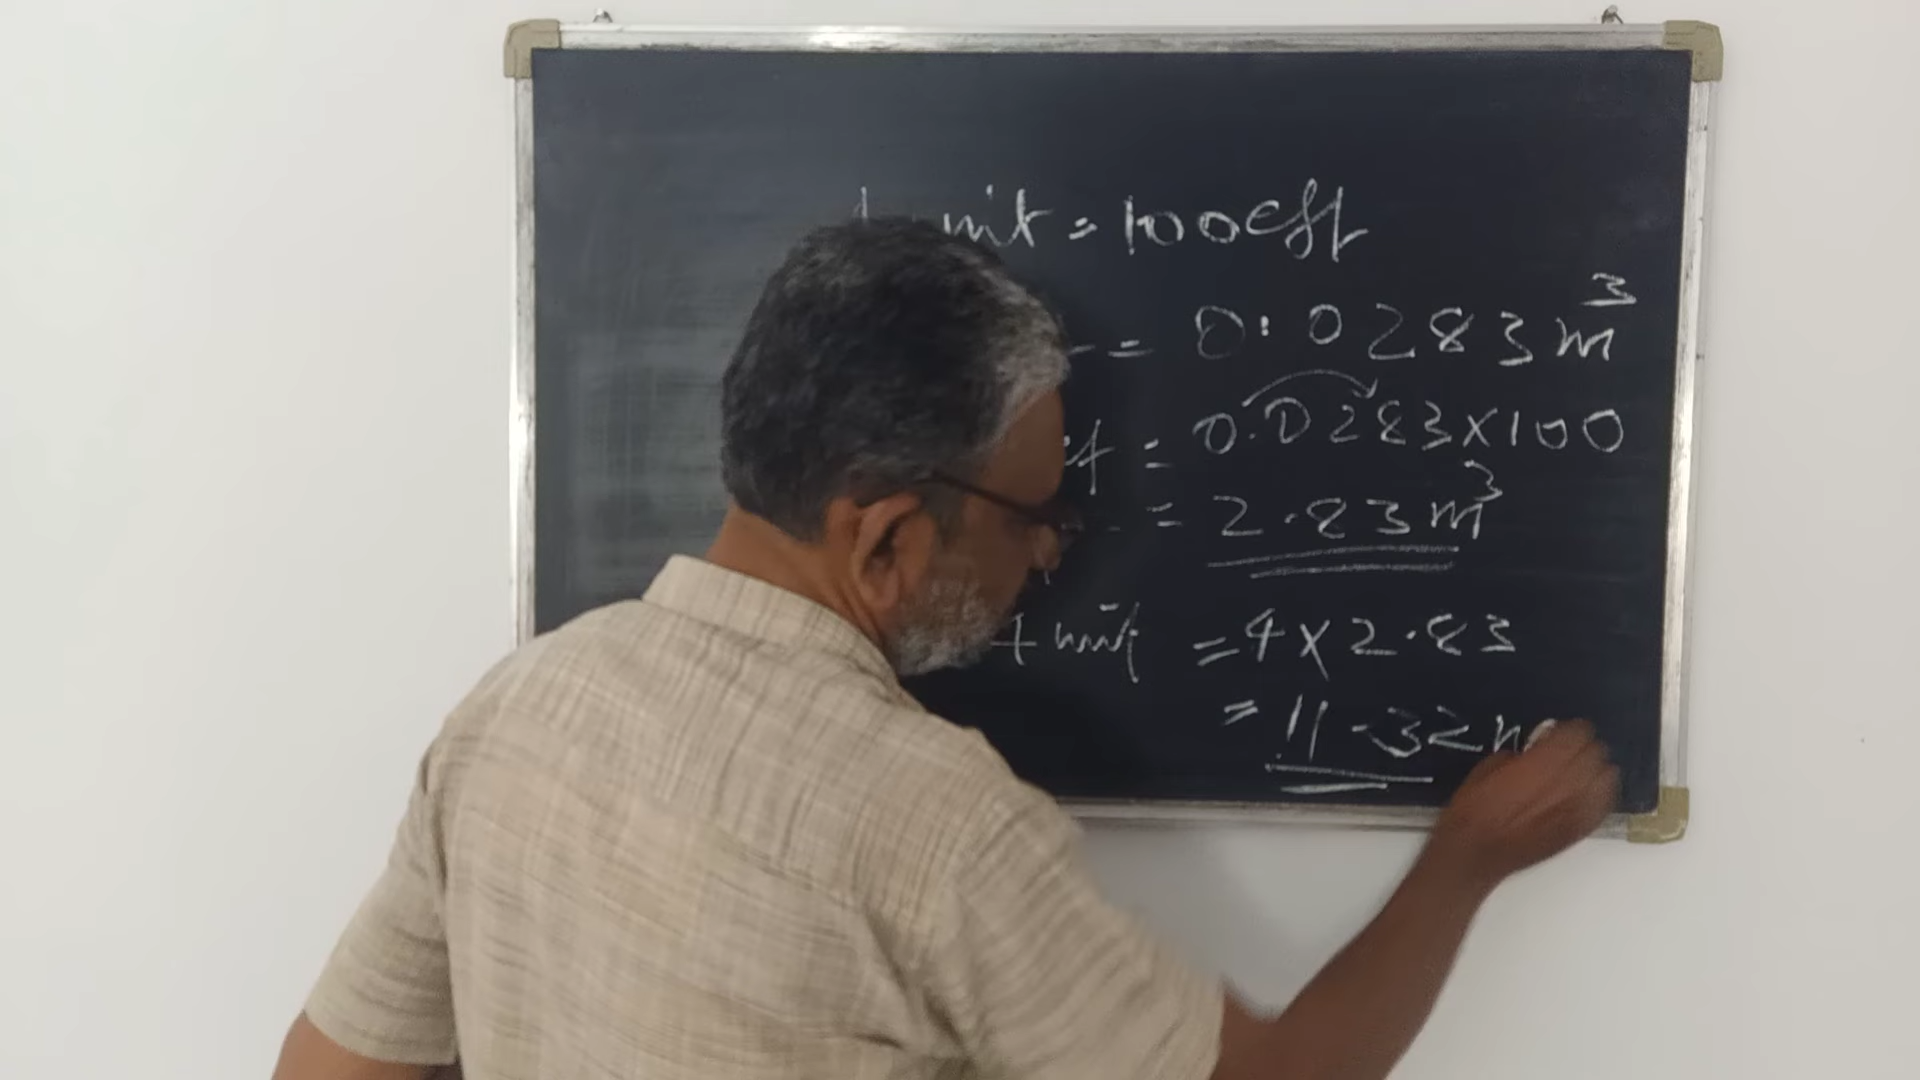 unit = 100 cft
= 0.0283 m³
= 0.0283 x 100
= 2.83 m³
4 unit = 4 x 2.83
= 11.32 m